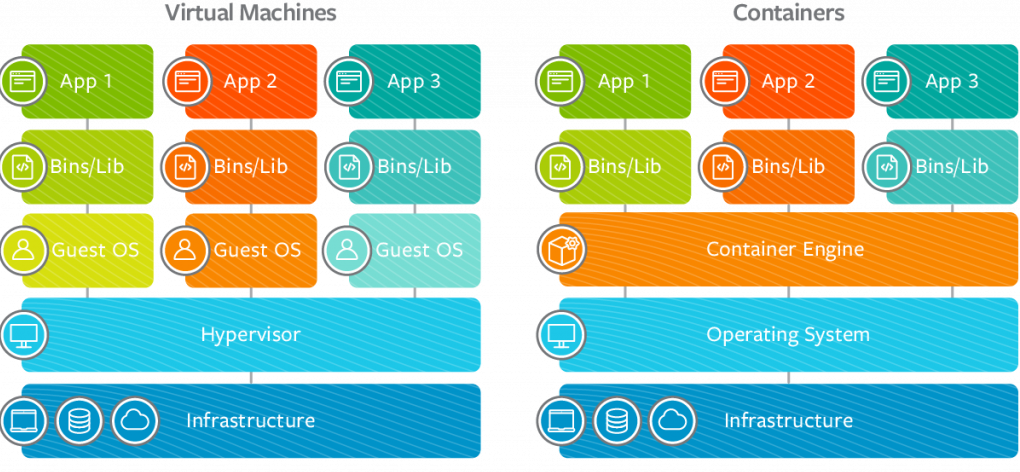 Virtual Machines
App 1
App 2
App 3
Bins/Lib
Bins/Lib
Bins/Lib
Guest OS
Guest OS
Guest OS
Hypervisor
Infrastructure
Containers
App 1
App 2
App 3
Bins/Lib
Bins/Lib
Bins/Lib
Container Engine
Operating System
Infrastructure